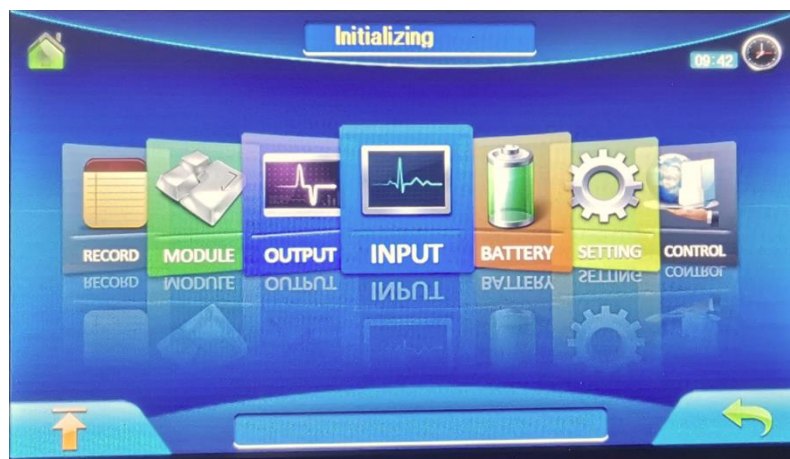 Initializing
09:42
RECORD
MODULE
OUTPUT
INPUT
BATTERY
SETTING
CONTROL